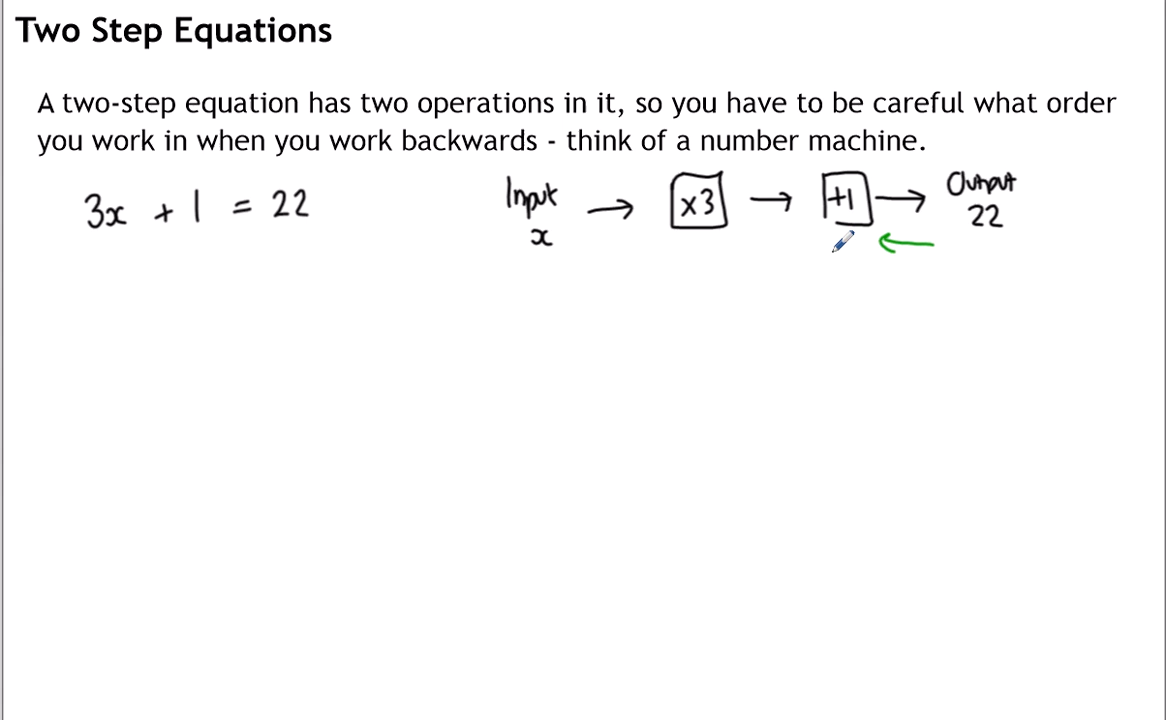 Two Step Equations
A two-step equation has two operations in it, so you have to be careful what order
you work in when you work backwards - think of a number machine.
3x + 1 = 22
Input → ×3 → +1 → Output
x 22
←